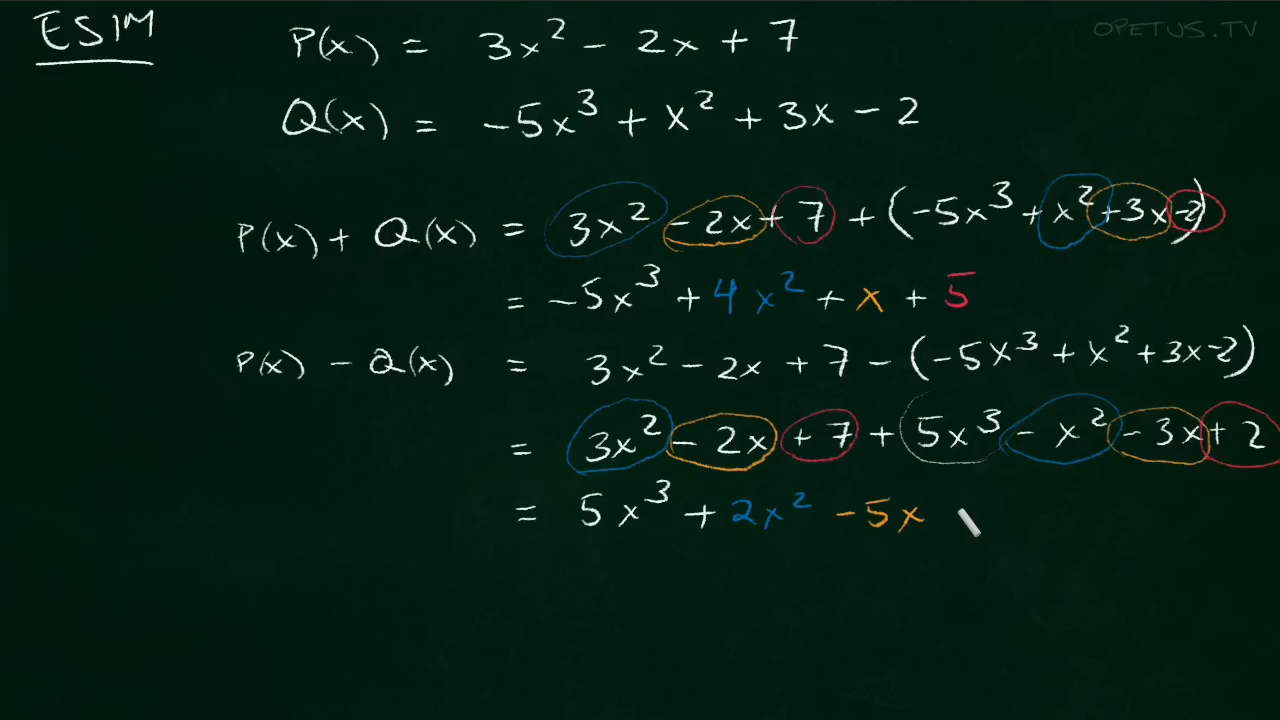 ESIM
P(x) = 3x² - 2x + 7
OPETUS.TV
Q(x) = -5x³ + x² + 3x - 2
P(x) + Q(x) = 3x² - 2x + 7 + (-5x³ + x² + 3x - 2)
= -5x³ + 4x² + x + 5
P(x) - Q(x) = 3x² - 2x + 7 - (-5x³ + x² + 3x - 2)
= 3x² - 2x + 7 + 5x³ - x² - 3x + 2
= 5x³ + 2x² - 5x